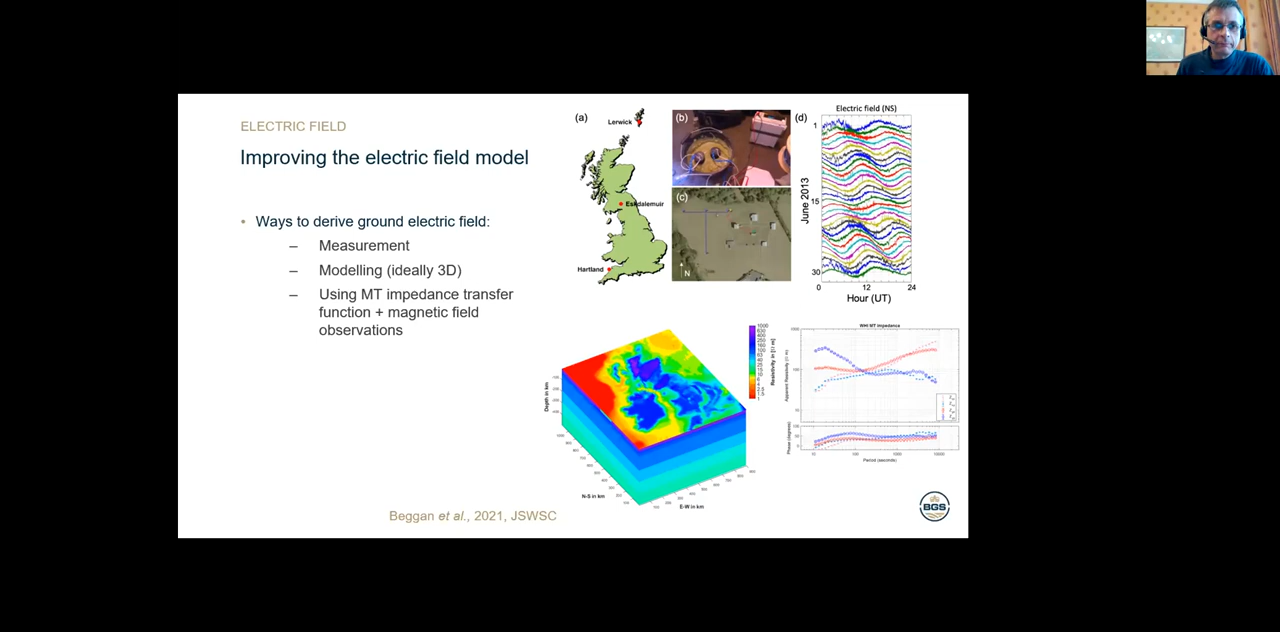 ELECTRIC FIELD
Improving the electric field model
• Ways to derive ground electric field:
– Measurement
– Modelling (ideally 3D)
– Using MT impedance transfer
function + magnetic field
observations
Beggan et al., 2021, JSWSC
(a)
Lerwick
Eskdalemuir
Hartland
(b)
(c)
N
(d)
Electric field (NS)
June 2013
1
15
30
0 12 24
Hour (UT)
Depth in km
N-S in km
E-W in km
1000
WHI MT Impedance
Apparent Resistivity
Phase (degrees)
Period (seconds)
BGS